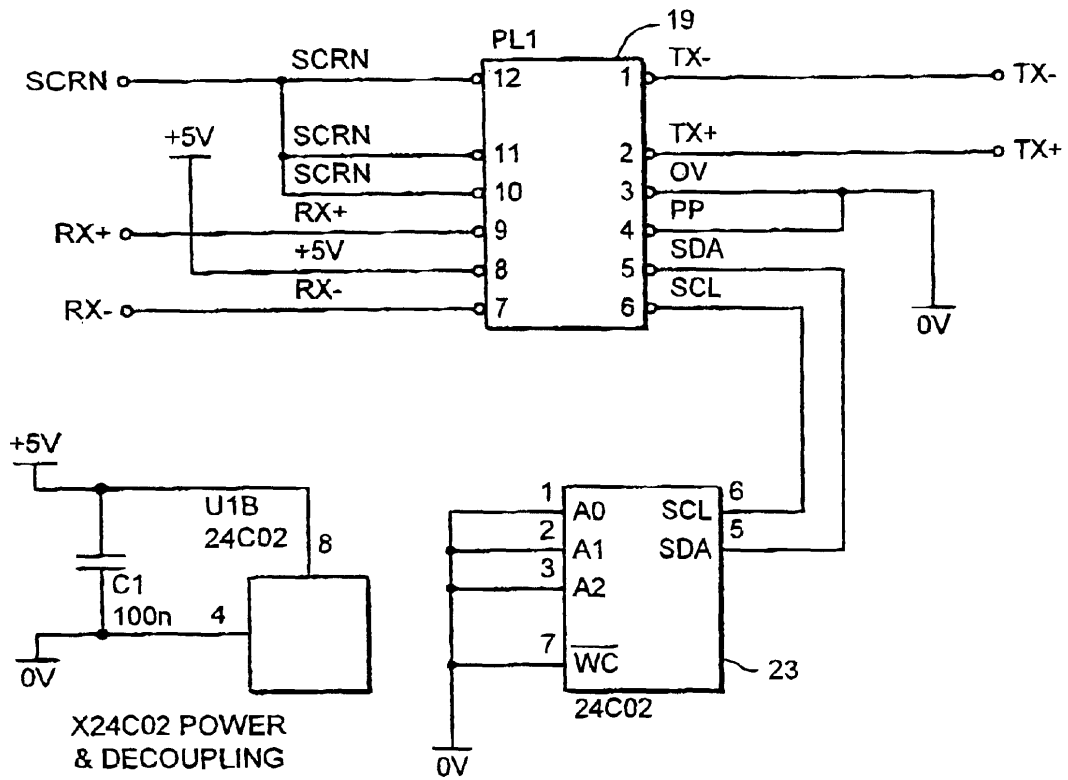 19
PL1
SCRN
SCRN
12
1
TX-
TX-
+5V
SCRN
11
2
TX+
TX+
SCRN
10
3
OV
RX+
RX+
9
4
PP
+5V
8
5
SDA
RX-
RX-
7
6
SCL
0V
+5V
U1B
24C02
8
C1
100n
4
0V
X24C02 POWER
& DECOUPLING
1
A0
SCL
6
2
A1
SDA
5
3
A2
7
WC
23
24C02
0V